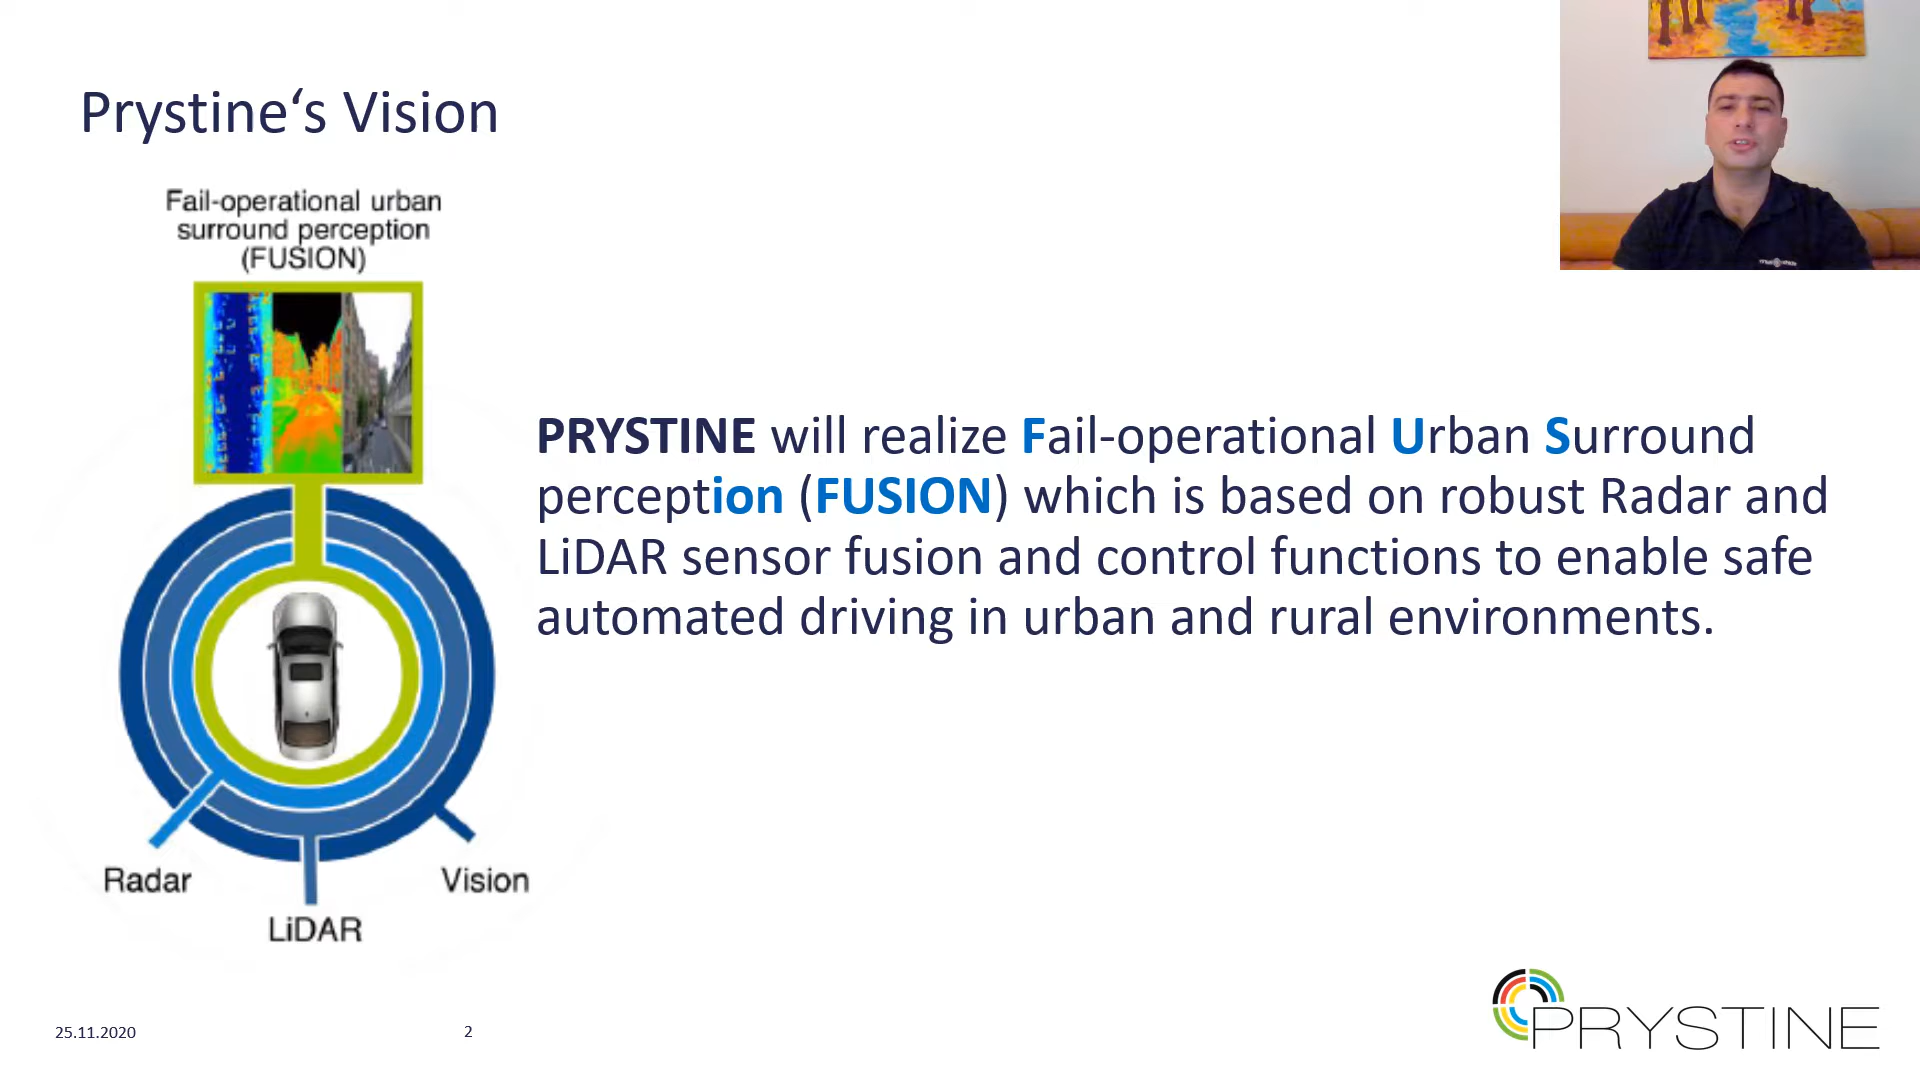 Prystine‘s Vision
Fail-operational urban
surround perception
(FUSION)
PRYSTINE will realize Fail-operational Urban Surround
perception (FUSION) which is based on robust Radar and
LiDAR sensor fusion and control functions to enable safe
automated driving in urban and rural environments.
Radar
LiDAR
Vision
25.11.2020
2
PRYSTINE